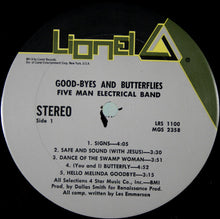 Lionel
GOOD-BYES AND BUTTERFLIES
FIVE MAN ELECTRICAL BAND
STEREO
Side 1
LRS 1100
MGS 2358
1. SIGNS—4:05
2. SAFE AND SOUND (WITH JESUS)—3:10
3. DANCE OF THE SWAMP WOMAN—3:21
4. (You and I) BUTTERFLY—4:52
5. HELLO MELINDA GOODBYE—3:15
All Selections 4 Star Music Co., Inc—BMI
Prod. by Dallas Smith for Renaissance Prod.
All comp. written by Les Emmerson